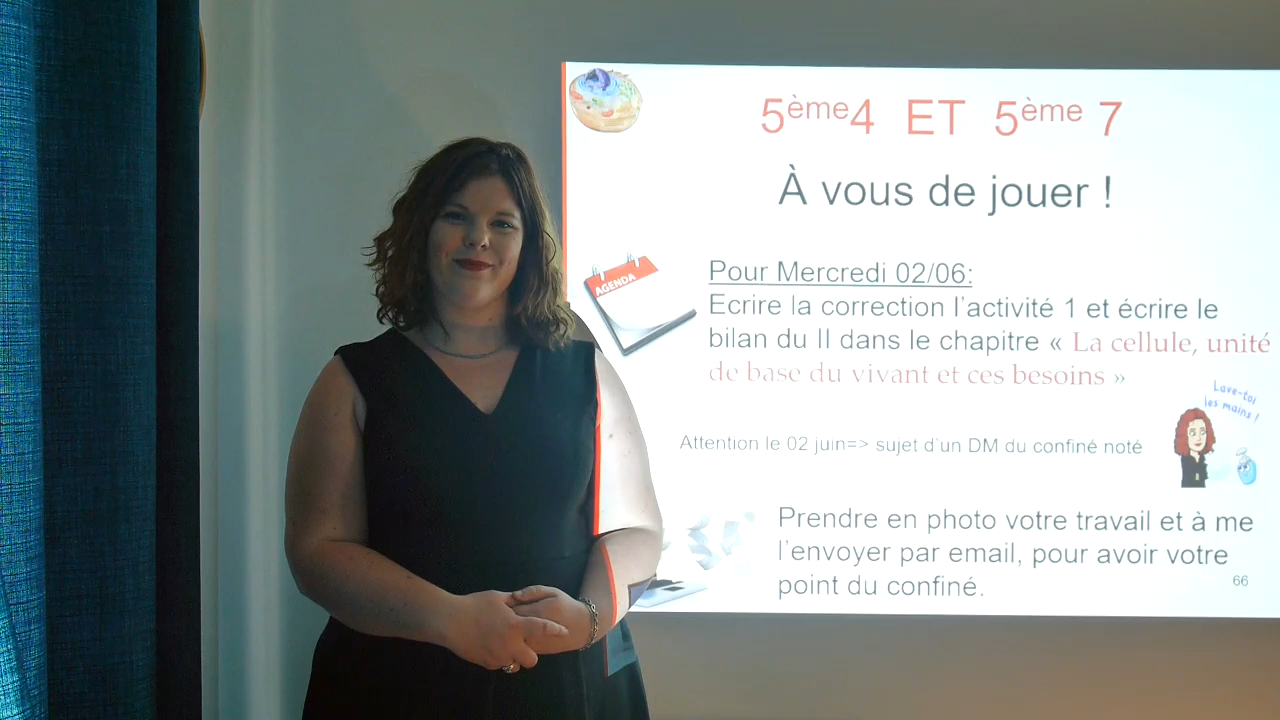 5ème4 ET 5ème 7
À vous de jouer !
AGENDA
Pour Mercredi 02/06:
Ecrire la correction l'activité 1 et écrire le
bilan du II dans le chapitre « La cellule, unité
de base du vivant et ces besoins »
Lave-toi
les mains !
Attention le 02 juin=> sujet d'un DM du confiné noté
Prendre en photo votre travail et à me
l'envoyer par email, pour avoir votre
point du confiné.
66